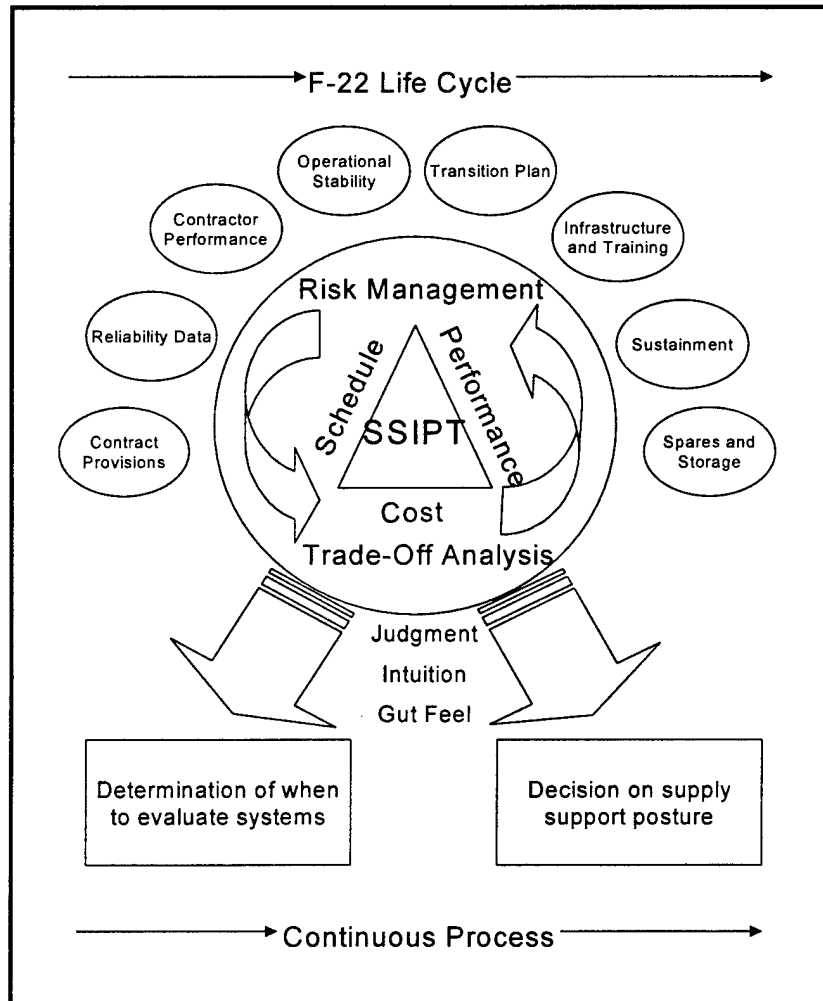 F-22 Life Cycle
Operational
Stability
Transition Plan
Contractor
Performance
Infrastructure
and Training
Reliability Data
Sustainment
Contract
Provisions
Spares and
Storage
Risk Management
Schedule
Performance
SSIPT
Cost
Trade-Off Analysis
Judgment
Intuition
Gut Feel
Determination of when
to evaluate systems
Decision on supply
support posture
Continuous Process